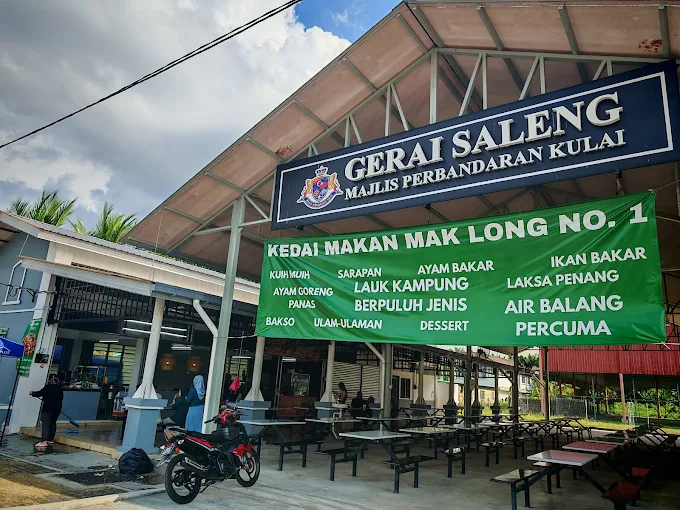 GERAI SALENG
MAJLIS PERBANDARAN KULAI
KEDAI MAKAN MAK LONG NO. 1
KUIH MUIH SARAPAN AYAM BAKAR IKAN BAKAR
AYAM GORENG PANAS LAUK KAMPUNG BERPULUH JENIS LAKSA PENANG
AIR BALANG PERCUMA
BAKSO ULAM-ULAMAN DESSERT